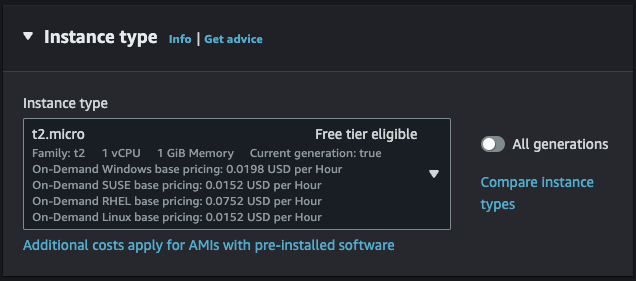 Instance type Info | Get advice
Instance type
t2.micro Free tier eligible
Family: t2 1 vCPU 1 GiB Memory Current generation: true
On-Demand Windows base pricing: 0.0198 USD per Hour
On-Demand SUSE base pricing: 0.0152 USD per Hour
On-Demand RHEL base pricing: 0.0752 USD per Hour
On-Demand Linux base pricing: 0.0152 USD per Hour
All generations
Compare instance
types
Additional costs apply for AMIs with pre-installed software